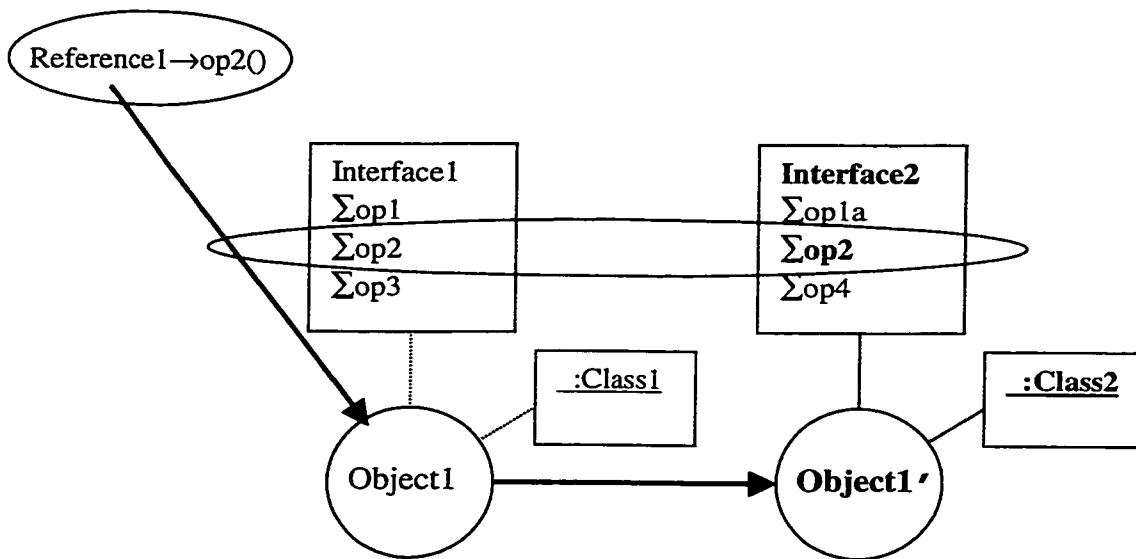 Reference1→op2()
Interface1
∑op1
∑op2
∑op3
Interface2
∑op1a
∑op2
∑op4
:Class1
:Class2
Object1
Object1′